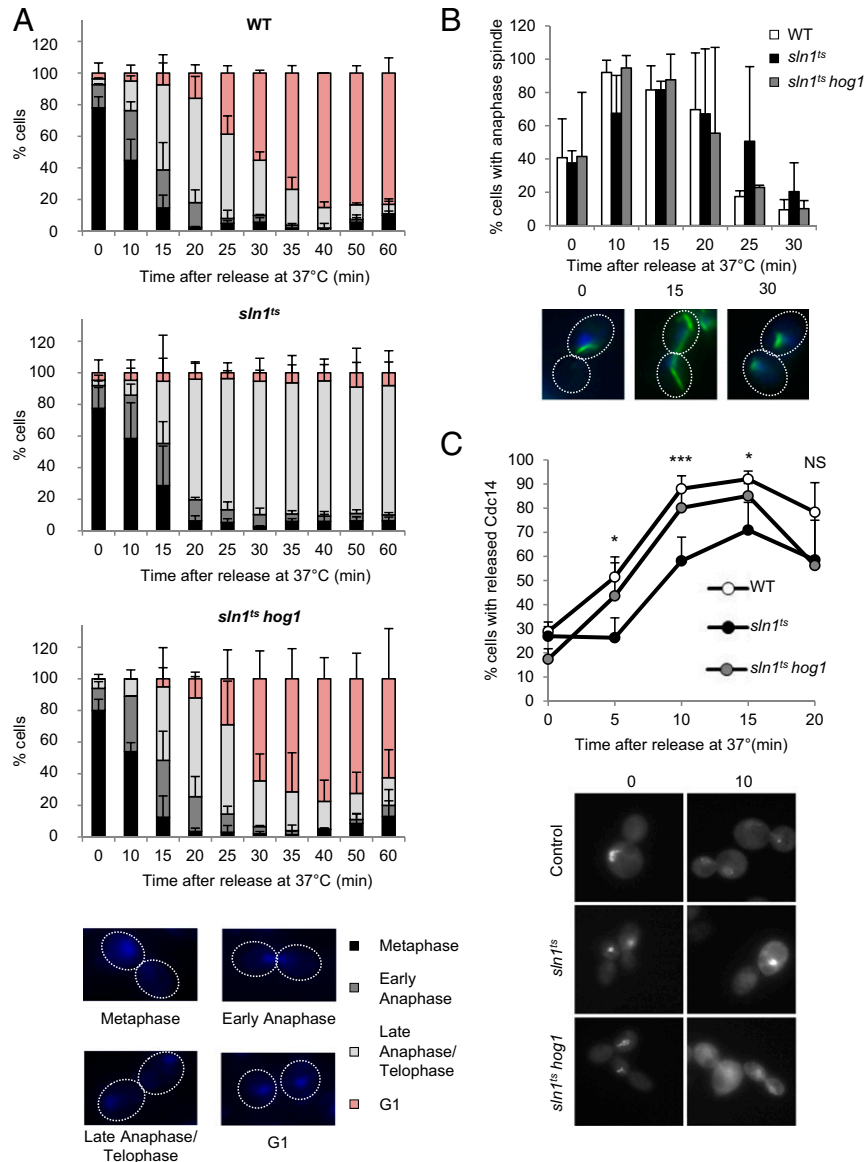 A
WT
120
100
80
60
40
20
0
% cells
0 10 15 20 25 30 35 40 50 60
Time after release at 37°C (min)
sln1ts
120
100
80
60
40
20
0
% cells
0 10 15 20 25 30 35 40 50 60
Time after release at 37°C (min)
sln1ts hog1
120
100
80
60
40
20
0
% cells
0 10 15 20 25 30 35 40 50 60
Time after release at 37°C (min)
Metaphase
Early Anaphase
Late Anaphase/
Telophase
G1
Metaphase
Early
Anaphase
Late
Anaphase/
Telophase
G1
B
WT
sln1ts
sln1ts hog1
120
100
80
60
40
20
0
% cells with anaphase spindle
0 10 15 20 25 30
Time after release at 37°C (min)
0 15 30
C
100
90
80
70
60
50
40
30
20
10
0
% cells with released Cdc14
*
***
*
NS
WT
sln1ts
sln1ts hog1
0 5 10 15 20
Time after release at 37°(min)
0 10
Control
sln1ts
sln1ts hog1